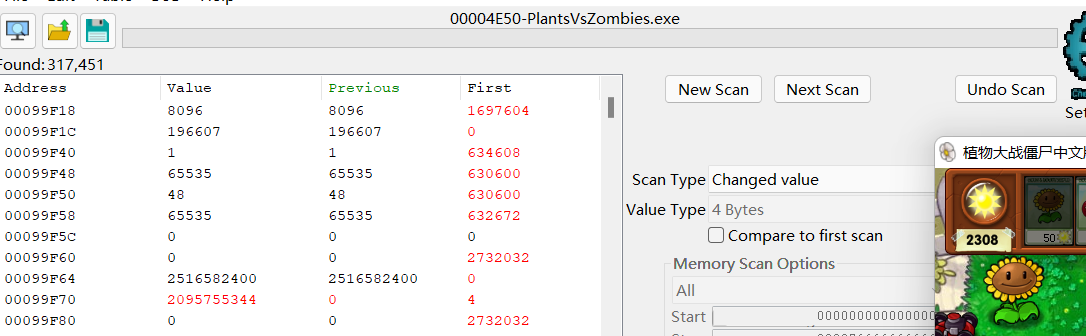 00004E50-PlantsVsZombies.exe
Found: 317,451
Address Value Previous First
00099F18 8096 8096 1697604
00099F1C 196607 196607 0
00099F40 1 1 634608
00099F48 65535 65535 630600
00099F50 48 48 630600
00099F58 65535 65535 632672
00099F5C 0 0 0
00099F60 0 0 2732032
00099F64 2516582400 2516582400 0
00099F70 2095755344 0 4
00099F80 0 0 2732032
New Scan Next Scan Undo Scan
Scan Type Changed value
Value Type 4 Bytes
Compare to first scan
Memory Scan Options
All
Start
植物大战僵尸中文
2308
50